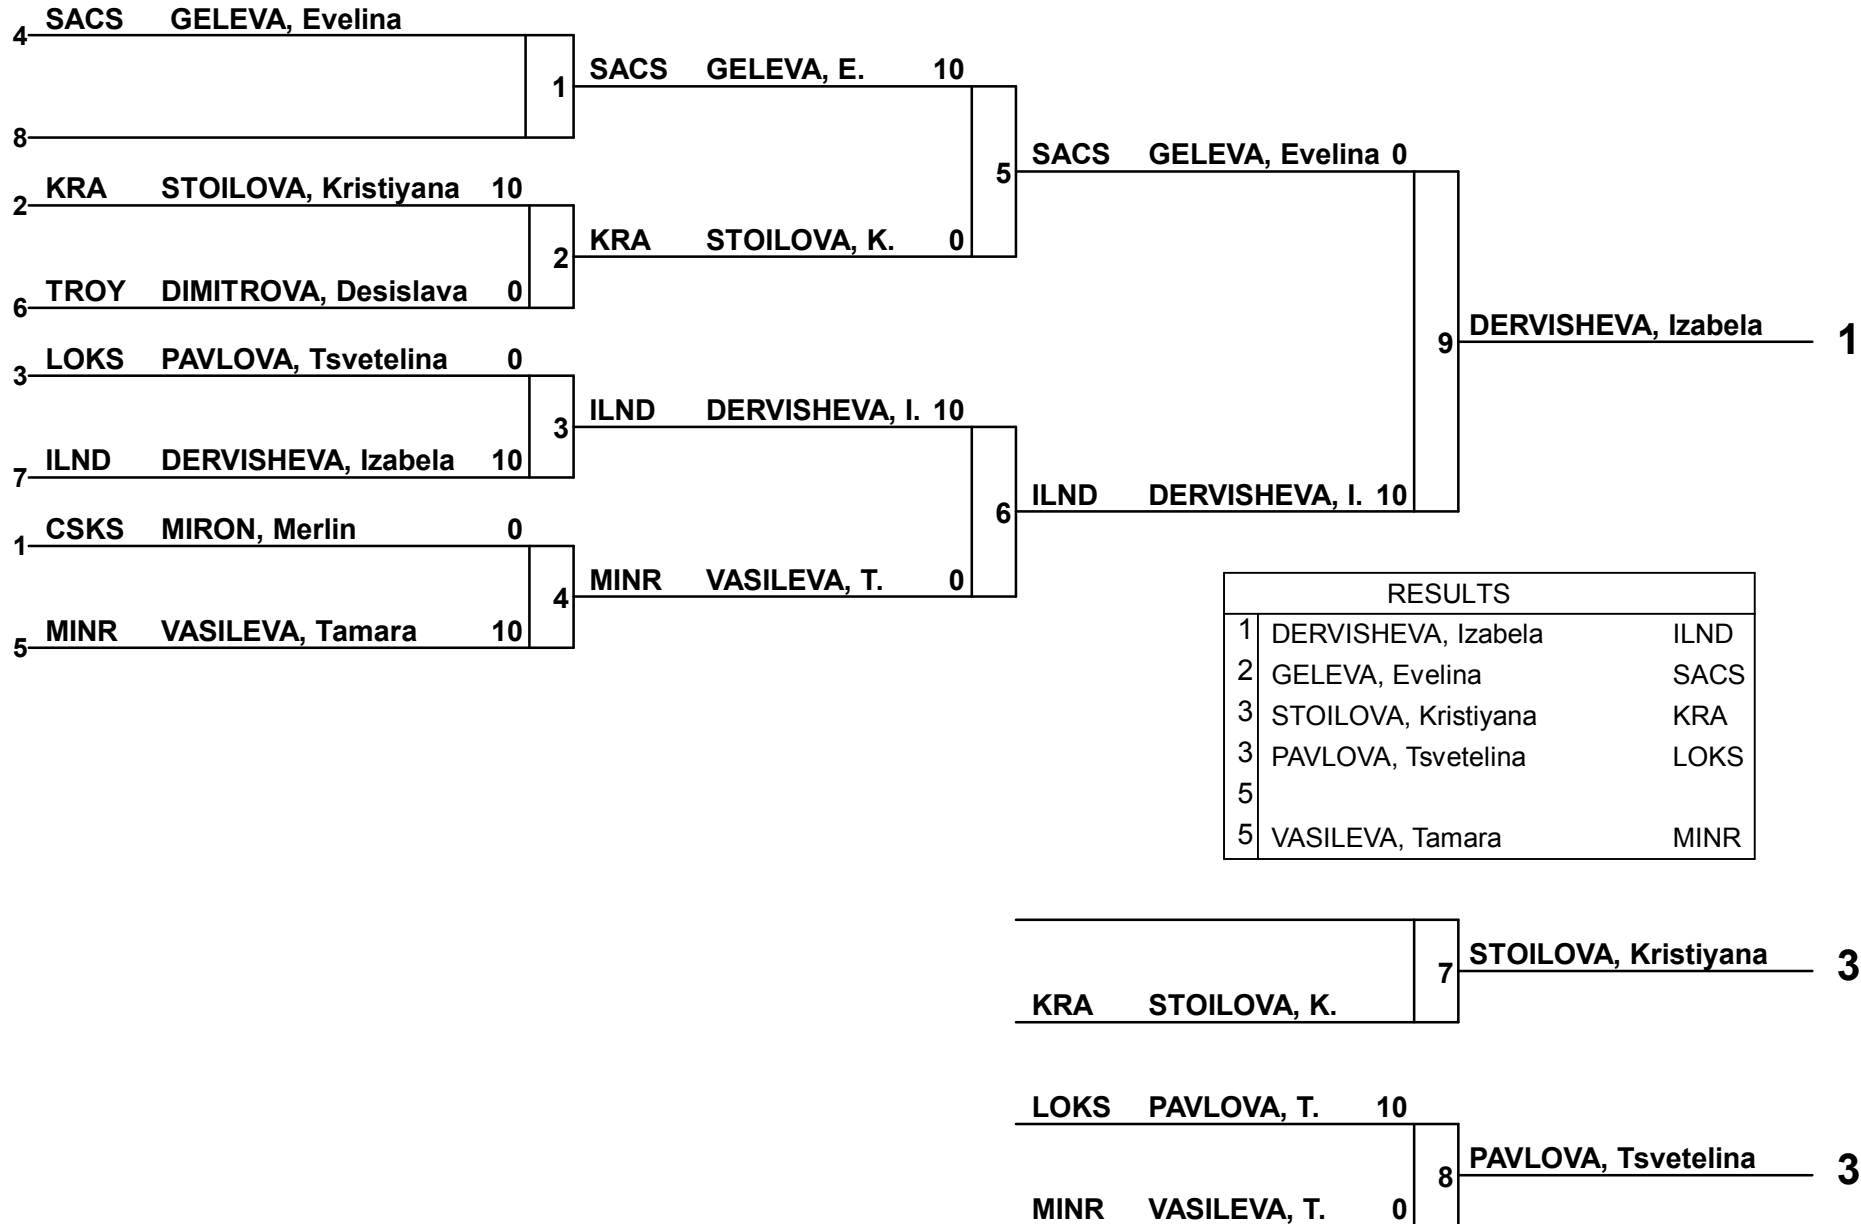 4 SACS GELEVA, Evelina
1 SACS GELEVA, E. 10
8
5 SACS GELEVA, Evelina 0
2 KRA STOILOVA, Kristiyana 10
2 KRA STOILOVA, K. 0
6 TROY DIMITROVA, Desislava 0
9 DERVISHEVA, Izabela 1
3 LOKS PAVLOVA, Tsvetelina 0
3 ILND DERVISHEVA, I. 10
7 ILND DERVISHEVA, Izabela 10
6 ILND DERVISHEVA, I. 10
1 CSKS MIRON, Merlin 0
4 MINR VASILEVA, T. 0
5 MINR VASILEVA, Tamara 10
RESULTS
1 DERVISHEVA, Izabela ILND
2 GELEVA, Evelina SACS
3 STOILOVA, Kristiyana KRA
3 PAVLOVA, Tsvetelina LOKS
5
5 VASILEVA, Tamara MINR
7 STOILOVA, Kristiyana 3
KRA STOILOVA, K.
LOKS PAVLOVA, T. 10
8 PAVLOVA, Tsvetelina 3
MINR VASILEVA, T. 0